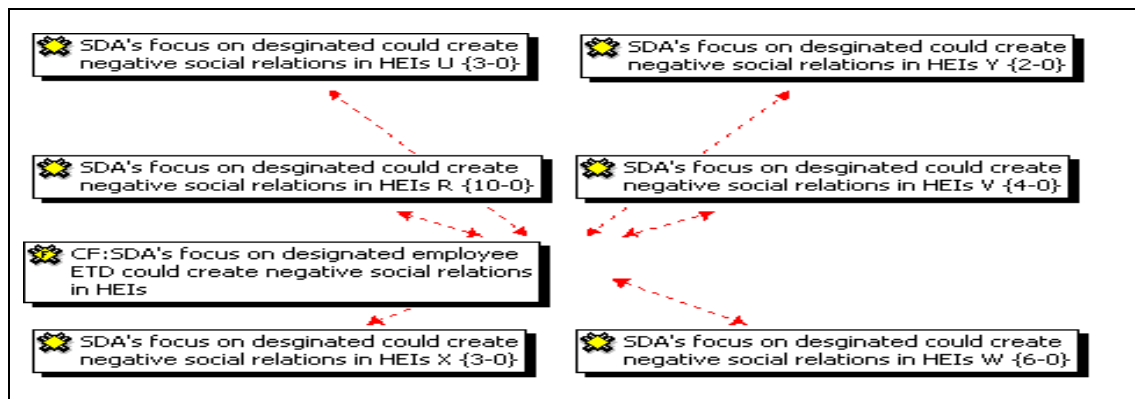 SDA's focus on desginated could create
negative social relations in HEIs U {3-0}
SDA's focus on desginated could create
negative social relations in HEIs Y {2-0}
SDA's focus on desginated could create
negative social relations in HEIs R {10-0}
SDA's focus on desginated could create
negative social relations in HEIs V {4-0}
CF:SDA's focus on designated employee
ETD could create negative social relations
in HEIs
SDA's focus on desginated could create
negative social relations in HEIs X {3-0}
SDA's focus on desginated could create
negative social relations in HEIs W {6-0}